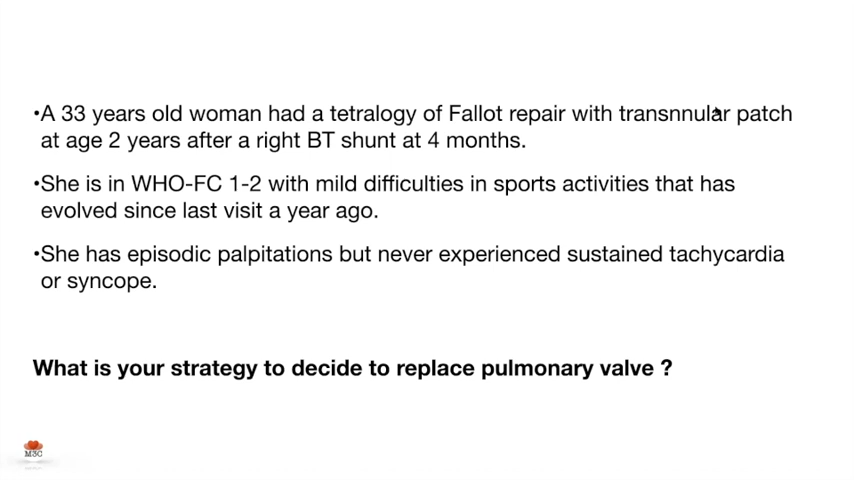 •A 33 years old woman had a tetralogy of Fallot repair with transnnular patch
at age 2 years after a right BT shunt at 4 months.
•She is in WHO-FC 1-2 with mild difficulties in sports activities that has
evolved since last visit a year ago.
•She has episodic palpitations but never experienced sustained tachycardia
or syncope.
What is your strategy to decide to replace pulmonary valve ?
M3C